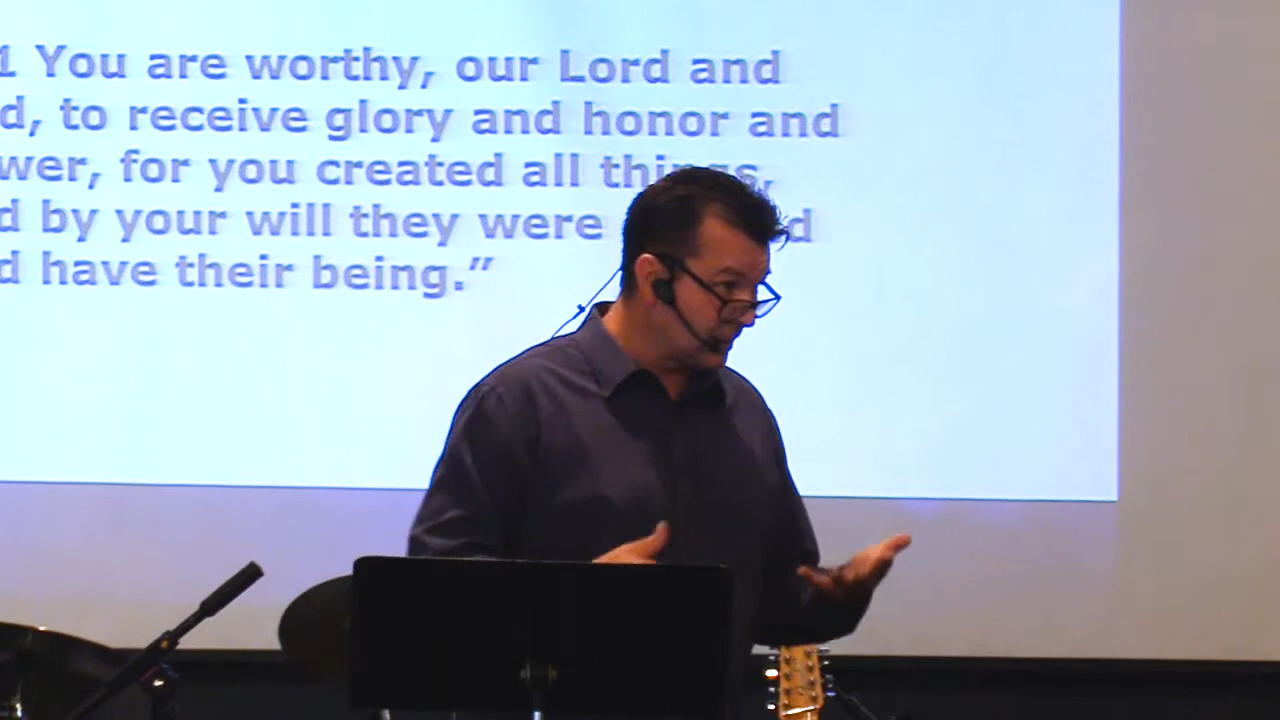 1 You are worthy, our Lord and
d, to receive glory and honor and
wer, for you created all things,
d by your will they were d
d have their being.”